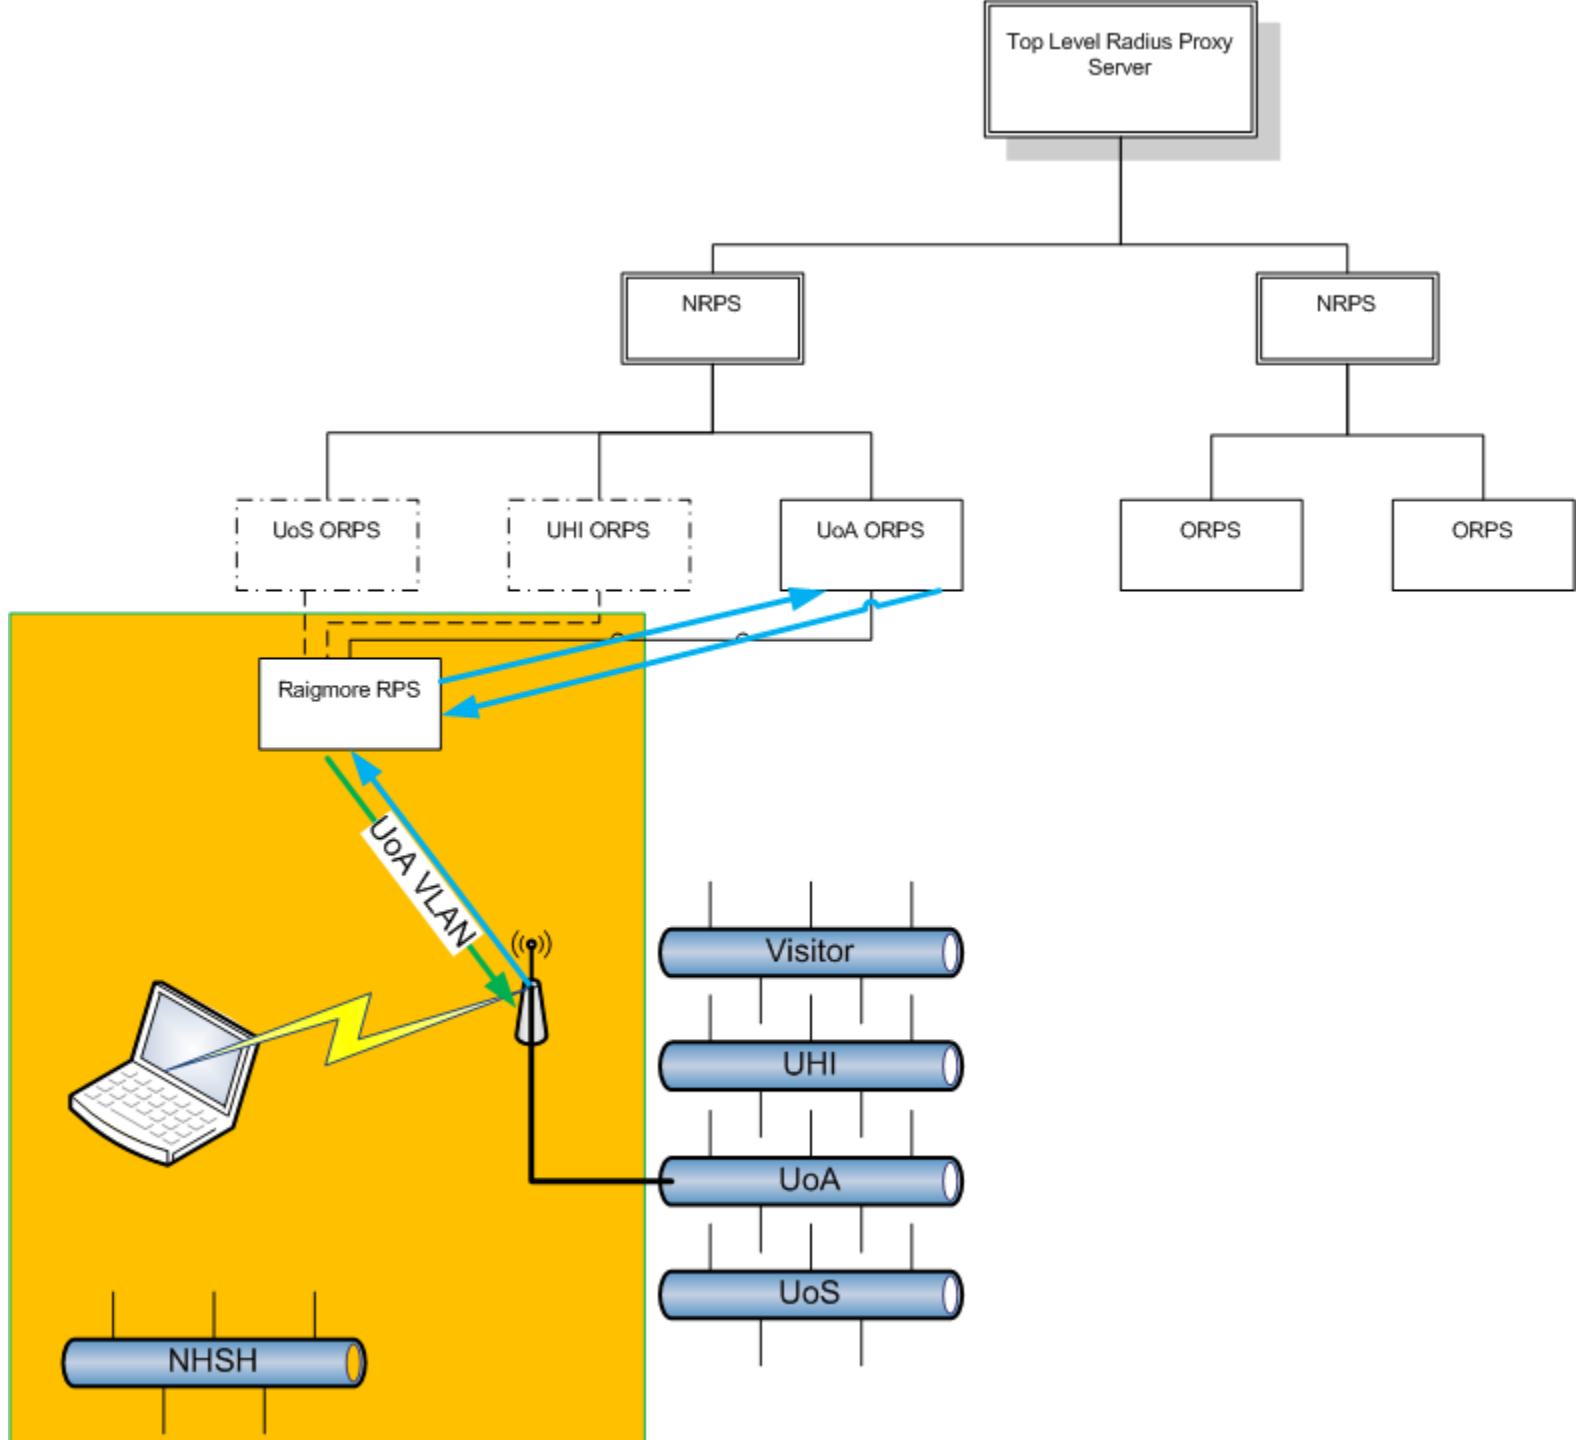 Top Level Radius Proxy
Server
NRPS
NRPS
UoS ORPS
UHI ORPS
UoA ORPS
ORPS
ORPS
Raigmore RPS
UoA VLAN
Visitor
UHI
UoA
UoS
NHSH